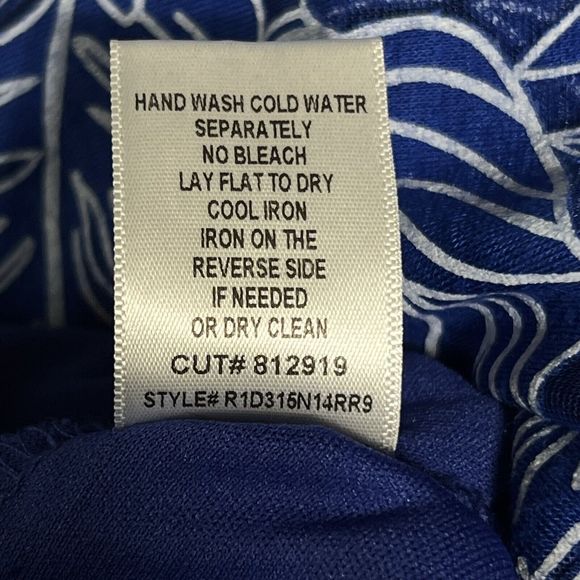 HAND WASH COLD WATER
SEPARATELY
NO BLEACH
LAY FLAT TO DRY
COOL IRON
IRON ON THE
REVERSE SIDE
IF NEEDED
OR DRY CLEAN
CUT# 812919
STYLE# R1D315N14RR9